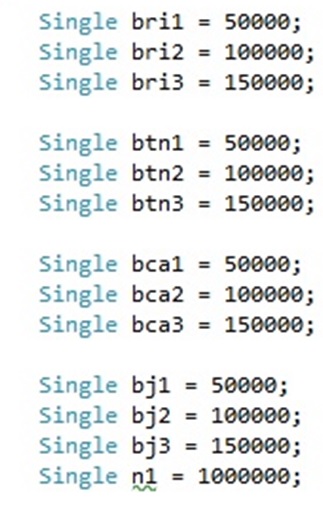 Single bri1 = 50000;
Single bri2 = 100000;
Single bri3 = 150000;
Single btn1 = 50000;
Single btn2 = 100000;
Single btn3 = 150000;
Single bca1 = 50000;
Single bca2 = 100000;
Single bca3 = 150000;
Single bj1 = 50000;
Single bj2 = 100000;
Single bj3 = 150000;
Single n1 = 1000000;